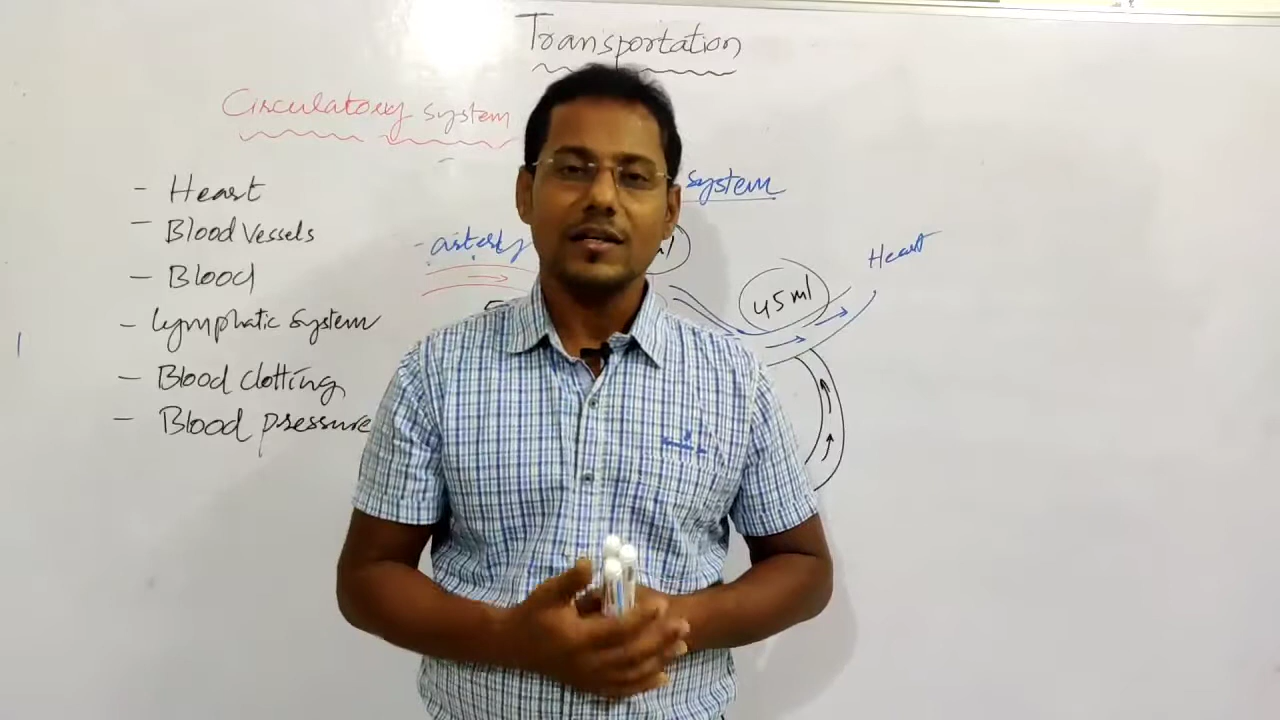 Transportation
Circulatory system
- Heart
- Blood Vessels
- Blood
- Lymphatic System
- Blood Clotting
- Blood pressure
system
- artery
45 ml
Heart